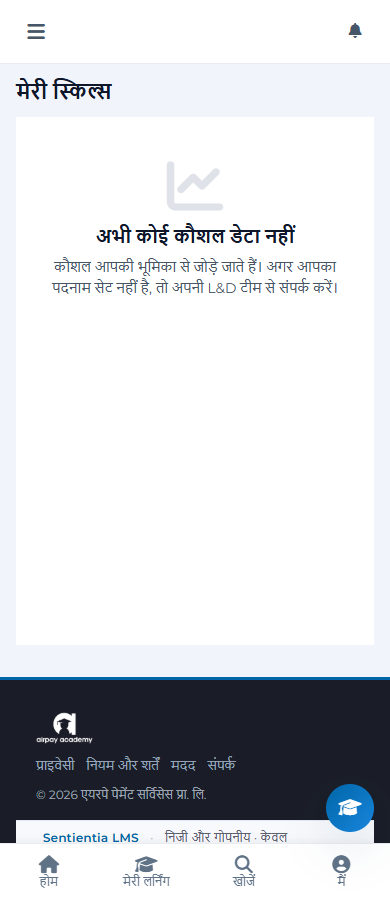 मेरी स्किल्स
अभी कोई कौशल डेटा नहीं
कौशल आपकी भूमिका से जोड़े जाते हैं। अगर आपका
पदनाम सेट नहीं है, तो अपनी L&D टीम से संपर्क करें।
airpay academy
प्राइवेसी नियम और शर्तें मदद संपर्क
© 2026 एयरपे पेमेंट सर्विसेस प्रा. लि.
Sentientia LMS · निजी और गोपनीय · केवल
होम मेरी लर्निंग खोजें मैं